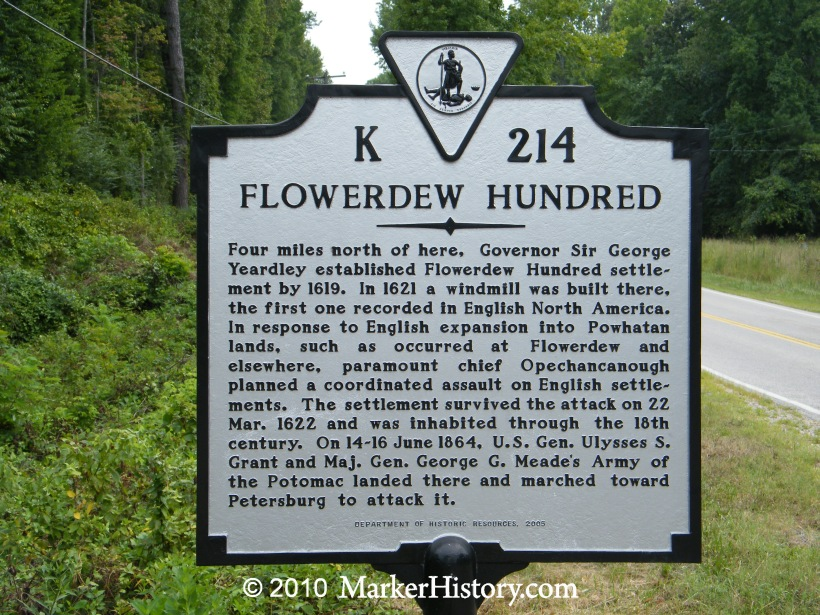 K 214
FLOWERDEW HUNDRED
Four miles north of here, Governor Sir George
Yeardley established Flowerdew Hundred settle-
ment by 1619. In 1621 a windmill was built there,
the first one recorded in English North America.
In response to English expansion into Powhatan
lands, such as occurred at Flowerdew and
elsewhere, paramount chief Opechancanough
planned a coordinated assault on English settle-
ments. The settlement survived the attack on 22
Mar. 1622 and was inhabited through the 18th
century. On 14-16 June 1864, U.S. Gen. Ulysses S.
Grant and Maj. Gen. George G. Meade's Army of
the Potomac landed there and marched toward
Petersburg to attack it.
DEPARTMENT OF HISTORIC RESOURCES, 2005
© 2010 MarkerHistory.com